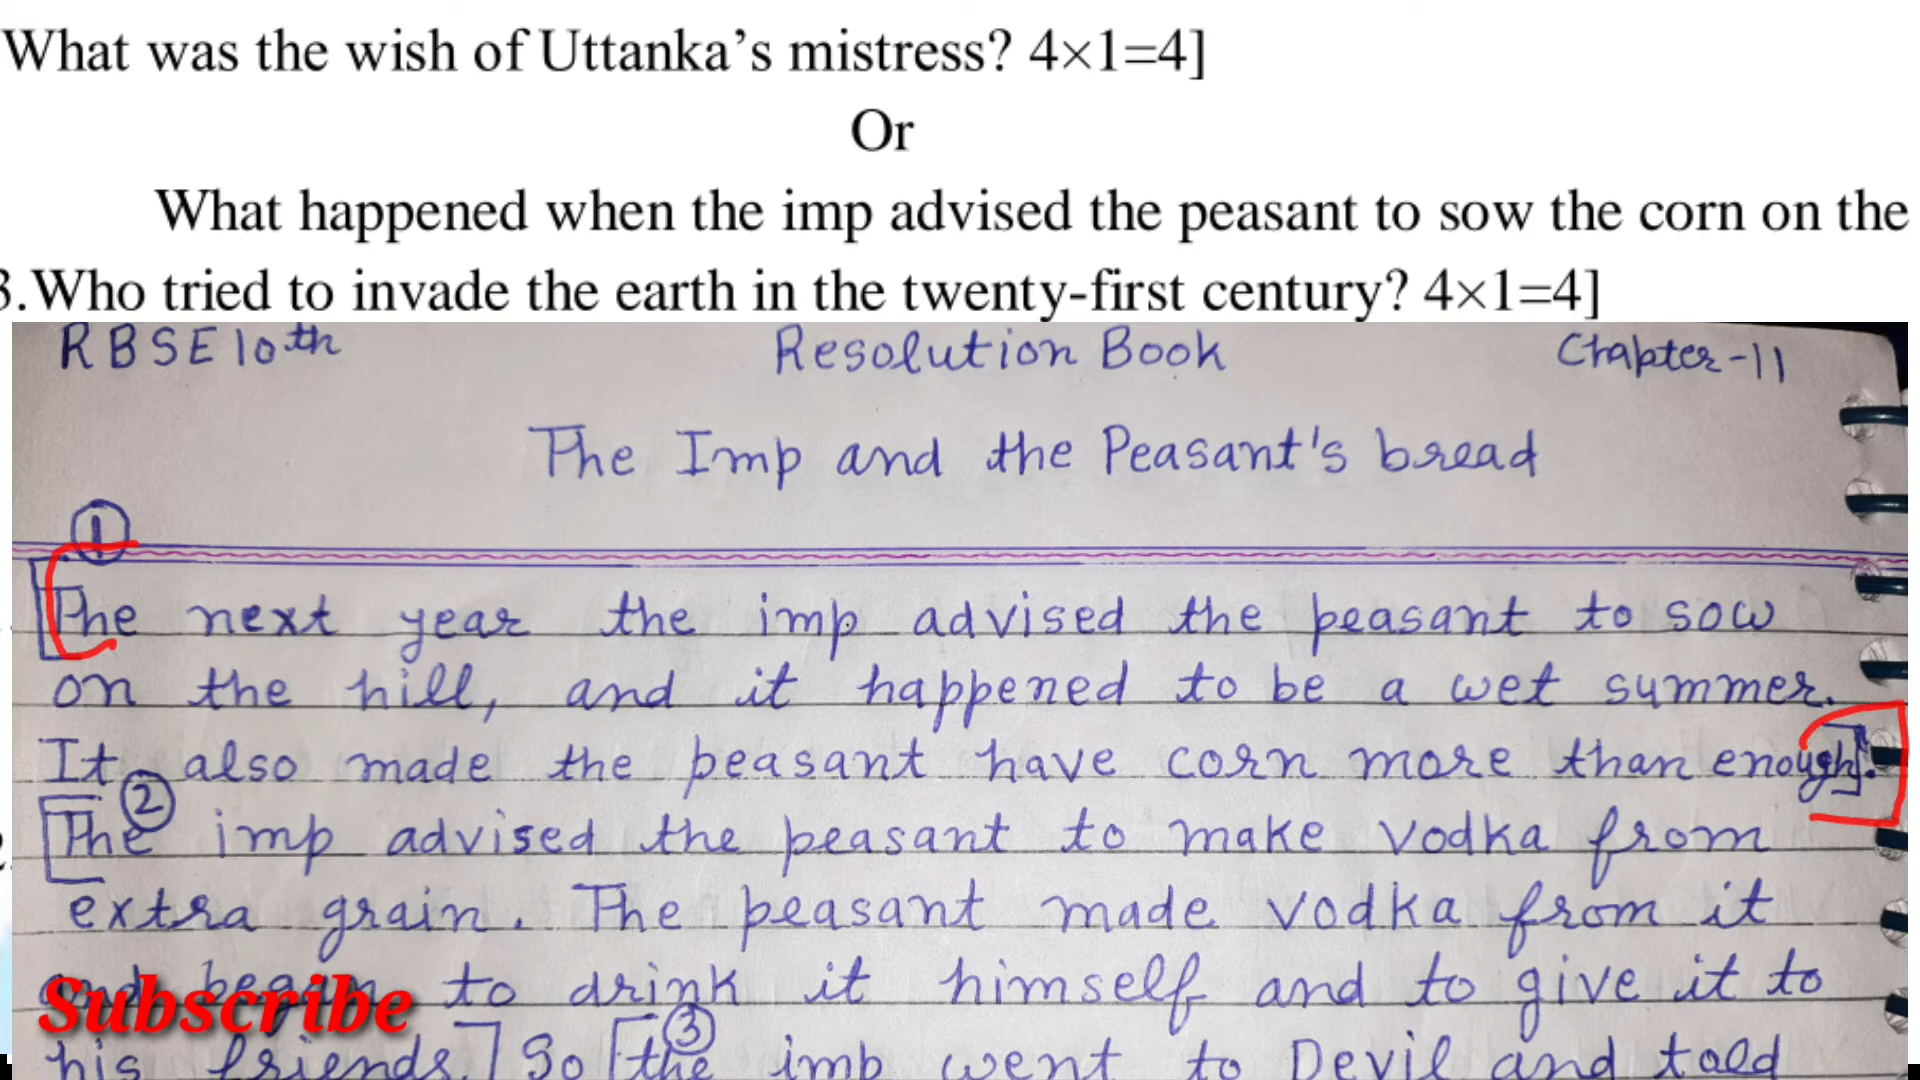 What was the wish of Uttanka’s mistress? 4×1=4]
Or
What happened when the imp advised the peasant to sow the corn on the
3.Who tried to invade the earth in the twenty-first century? 4×1=4]
RBSE 10th Resolution Book Chapter-11
The Imp and the Peasant's bread
1
[The next year the imp advised the peasant to sow
on the hill, and it happened to be a wet summer.
It also made the peasant have corn more than enough].
2
[The imp advised the peasant to make vodka from
extra grain. The peasant made vodka from it
and began to drink it himself and to give it to
Subscribe
3
his friends.] So [the imp went to Devil and told